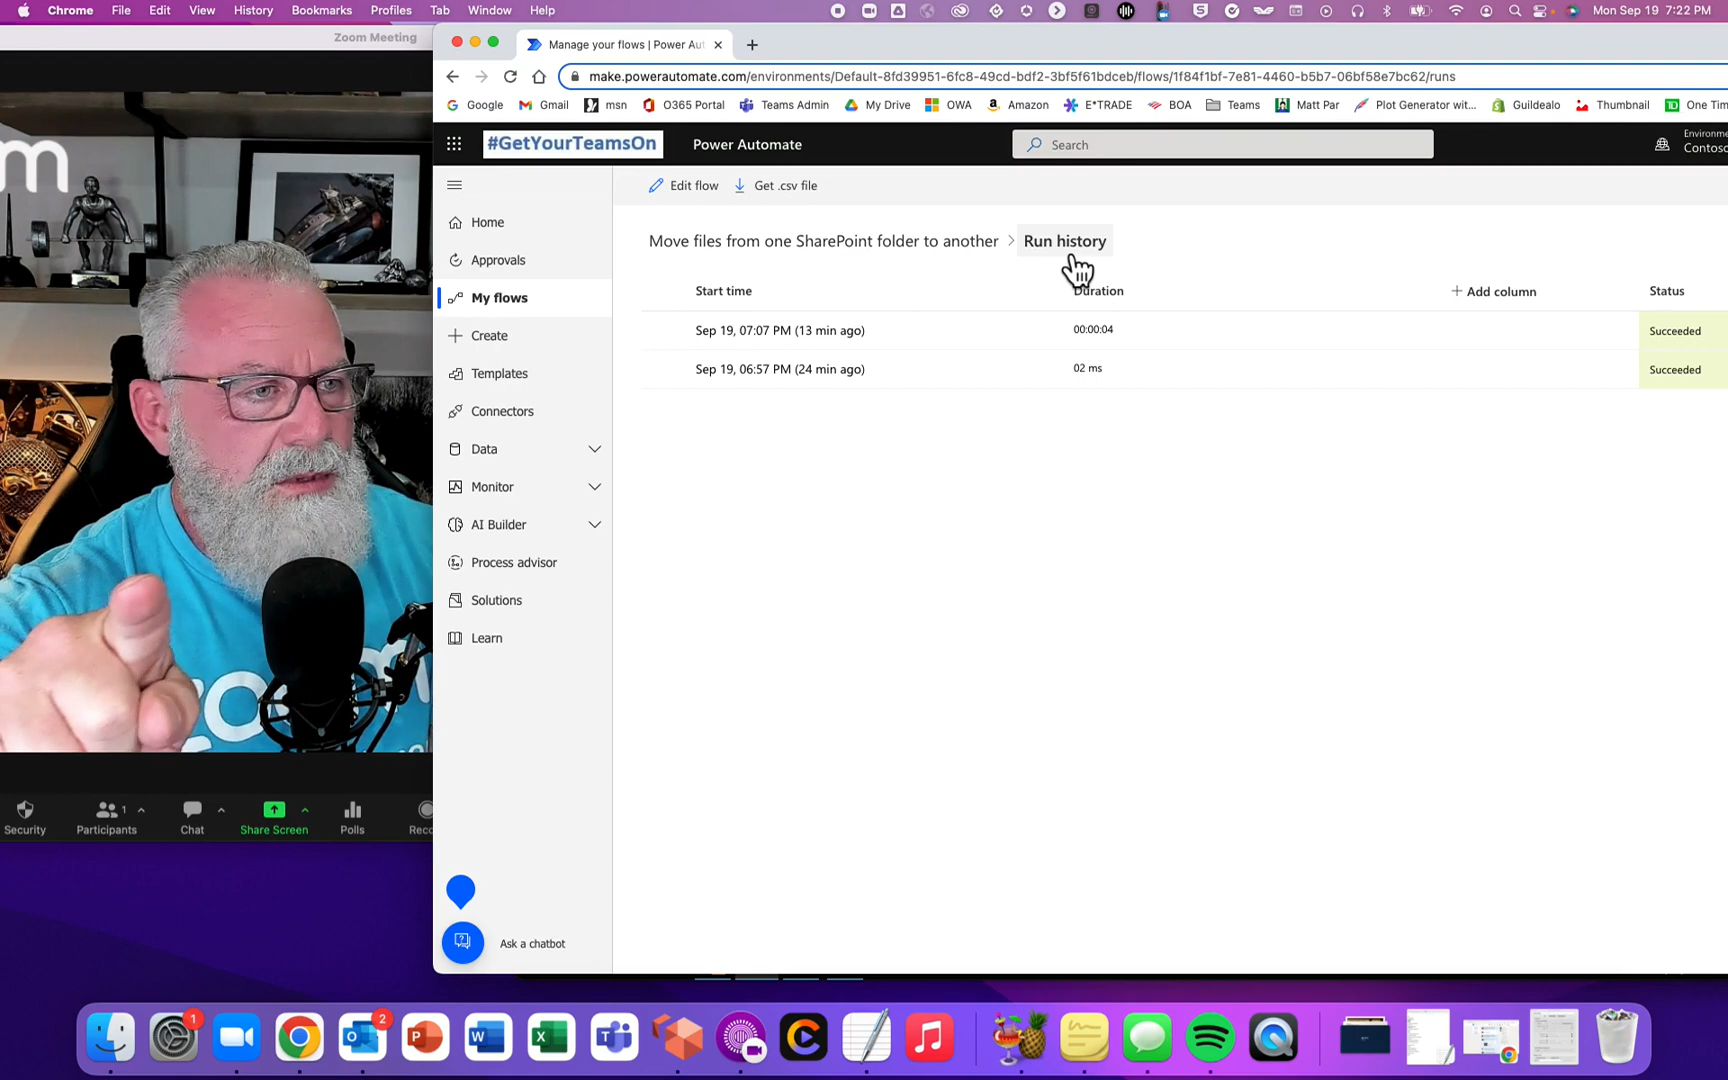 Chrome File Edit View History Bookmarks Profiles Tab Window Help Mon Sep 19 7:22 PM
Zoom Meeting
Manage your flows | Power Aut
make.powerautomate.com/environments/Default-8fd39951-6fc8-49cd-bdf2-3bf5f61bdceb/flows/1f84f1bf-7e81-4460-b5b7-06bf58e7bc62/runs
Google Gmail msn O365 Portal Teams Admin My Drive OWA Amazon E*TRADE BOA Teams Matt Par Plot Generator wit... Guildealo Thumbnail One Tim
#GetYourTeamsOn Power Automate Search
Environme
Contoso
m
Edit flow Get .csv file
Home
Approvals
My flows
Create
Templates
Connectors
Data
Monitor
AI Builder
Process advisor
Solutions
Learn
Ask a chatbot
Move files from one SharePoint folder to another > Run history
Start time Duration + Add column Status
Sep 19, 07:07 PM (13 min ago) 00:00:04 Succeeded
Sep 19, 06:57 PM (24 min ago) 02 ms Succeeded
Security Participants 1 Chat Share Screen Polls Reco
1
2